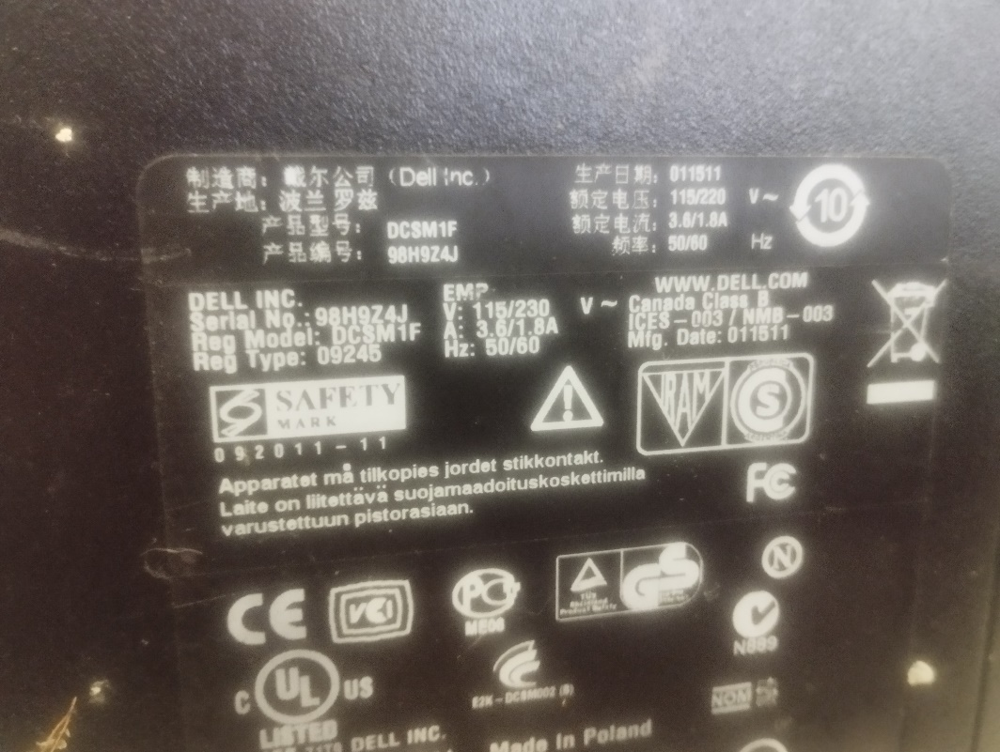 制造商：戴尔公司（Dell Inc.）
生产地：波兰罗兹
产品型号： DCSM1F
产品编号： 98H9Z4J
生产日期：011511
额定电压：115/220 V~
额定电流：3.6/1.8A
频率：50/60 Hz
10
DELL INC.
Serial No.:98H9Z4J
Reg Model: DCSM1F
Reg Type: 09245
V: 115/230 V~
A: 3.6/1.8A
Hz: 50/60
WWW.DELL.COM
Canada Class B
ICES-003 / NMB-003
Mfg. Date: 011511
S SAFETY
MARK
092011-11
VRAM
S
Apparatet må tilkopies jordet stikkontakt.
Laite on liitettävä suojamaadoituskoskettimilla
varustettuun pistorasiaan.
FC
N
CE
VCI
PC
ME06
TÜV
Rheinland
Product Safety
GS
N889
C UL US
LISTED
E2K-DCSM002 (B)
NOM
DELL INC.
Made in Poland